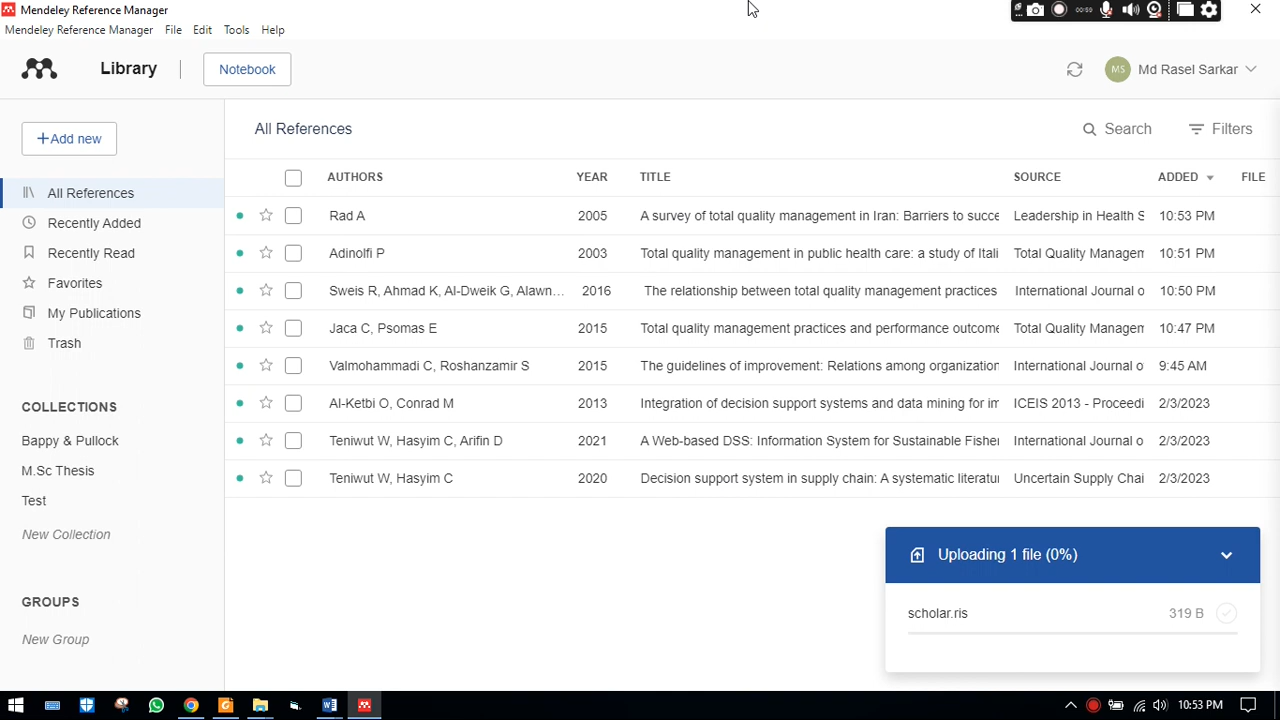 Mendeley Reference Manager
00:59
Mendeley Reference Manager File Edit Tools Help
Library Notebook MS Md Rasel Sarkar
+Add new
All References Search Filters
AUTHORS YEAR TITLE SOURCE ADDED FILE
All References
Recently Added
Recently Read
Favorites
My Publications
Trash
Rad A 2005 A survey of total quality management in Iran: Barriers to succe Leadership in Health S 10:53 PM
Adinolfi P 2003 Total quality management in public health care: a study of Itali Total Quality Managem 10:51 PM
Sweis R, Ahmad K, Al-Dweik G, Alawn... 2016 The relationship between total quality management practices International Journal o 10:50 PM
Jaca C, Psomas E 2015 Total quality management practices and performance outcome Total Quality Managem 10:47 PM
Valmohammadi C, Roshanzamir S 2015 The guidelines of improvement: Relations among organization International Journal o 9:45 AM
Al-Ketbi O, Conrad M 2013 Integration of decision support systems and data mining for im ICEIS 2013 - Proceedi 2/3/2023
Teniwut W, Hasyim C, Arifin D 2021 A Web-based DSS: Information System for Sustainable Fisher International Journal o 2/3/2023
Teniwut W, Hasyim C 2020 Decision support system in supply chain: A systematic literatur Uncertain Supply Chai 2/3/2023
COLLECTIONS
Bappy & Pullock
M.Sc Thesis
Test
New Collection
GROUPS
New Group
Uploading 1 file (0%)
scholar.ris 319 B
10:53 PM